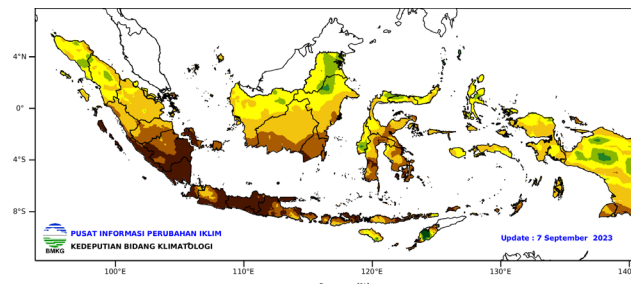 4°N
0°
4°S
8°S
PUSAT INFORMASI PERUBAHAN IKLIM
KEDEPUTIAN BIDANG KLIMATOLOGI
BMKG
Update : 7 September 2023
100°E
110°E
120°E
130°E